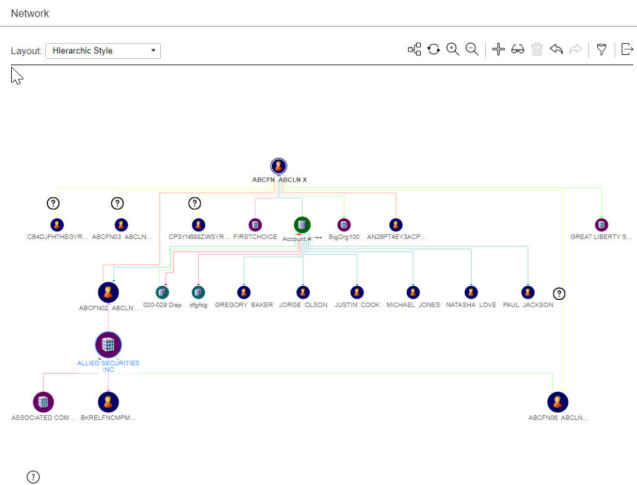 Network
Layout: Hierarchic Style
ABCFN ABCLN X
CB4DJFHTHEGYR... ABCFN03 ABCLN... CP3YN688ZWSYR... FIRSTCHOICE Account #: *** BigOrg100 AN26PT4EY3ACP... GREAT LIBERTY S...
ABCFN02 ABCLN... 020-029 Disp dfgfdg GREGORY BAKER JORGE OLSON JUSTIN COOK MICHAEL JONES NATASHA LOVE PAUL JACKSON
ALLIED SECURITIES
INC
ASSOCIATED COM... BKRELFNCMPM... ABCFN06 ABCLN...